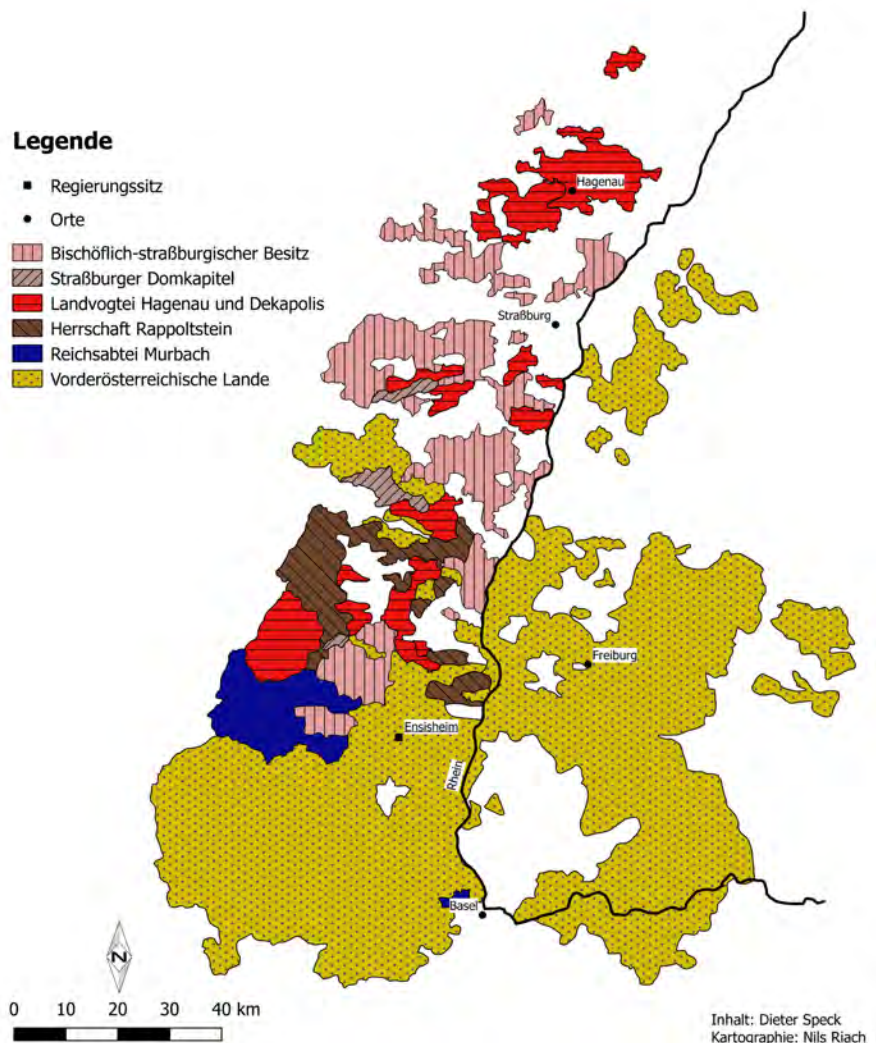 Legende
Regierungssitz
Orte
Bischöflich-straßburgischer Besitz
Straßburger Domkapitel
Landvogtei Hagenau und Dekapolis
Herrschaft Rappoltstein
Reichsabtei Murbach
Vorderösterreichische Lande
Hagenau
Straßburg
Freiburg
Ensisheim
Rhein
Basel
N
0 10 20 30 40 km
Inhalt: Dieter Speck
Kartographie: Nils Riach